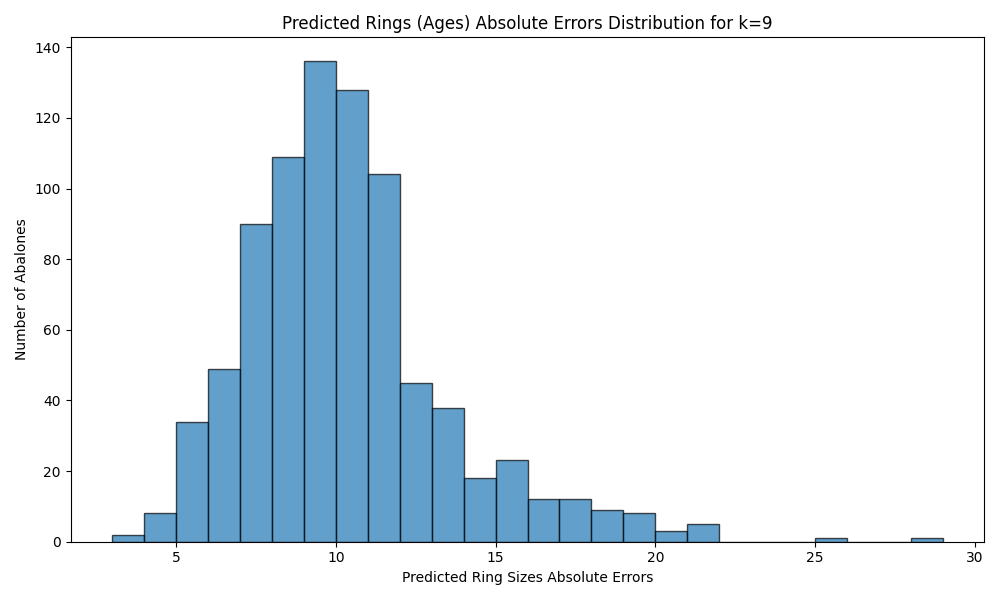 Predicted Rings (Ages) Absolute Errors Distribution for k=9
140
120
100
80
60
40
20
0
Number of Abalones
5 10 15 20 25 30
Predicted Ring Sizes Absolute Errors